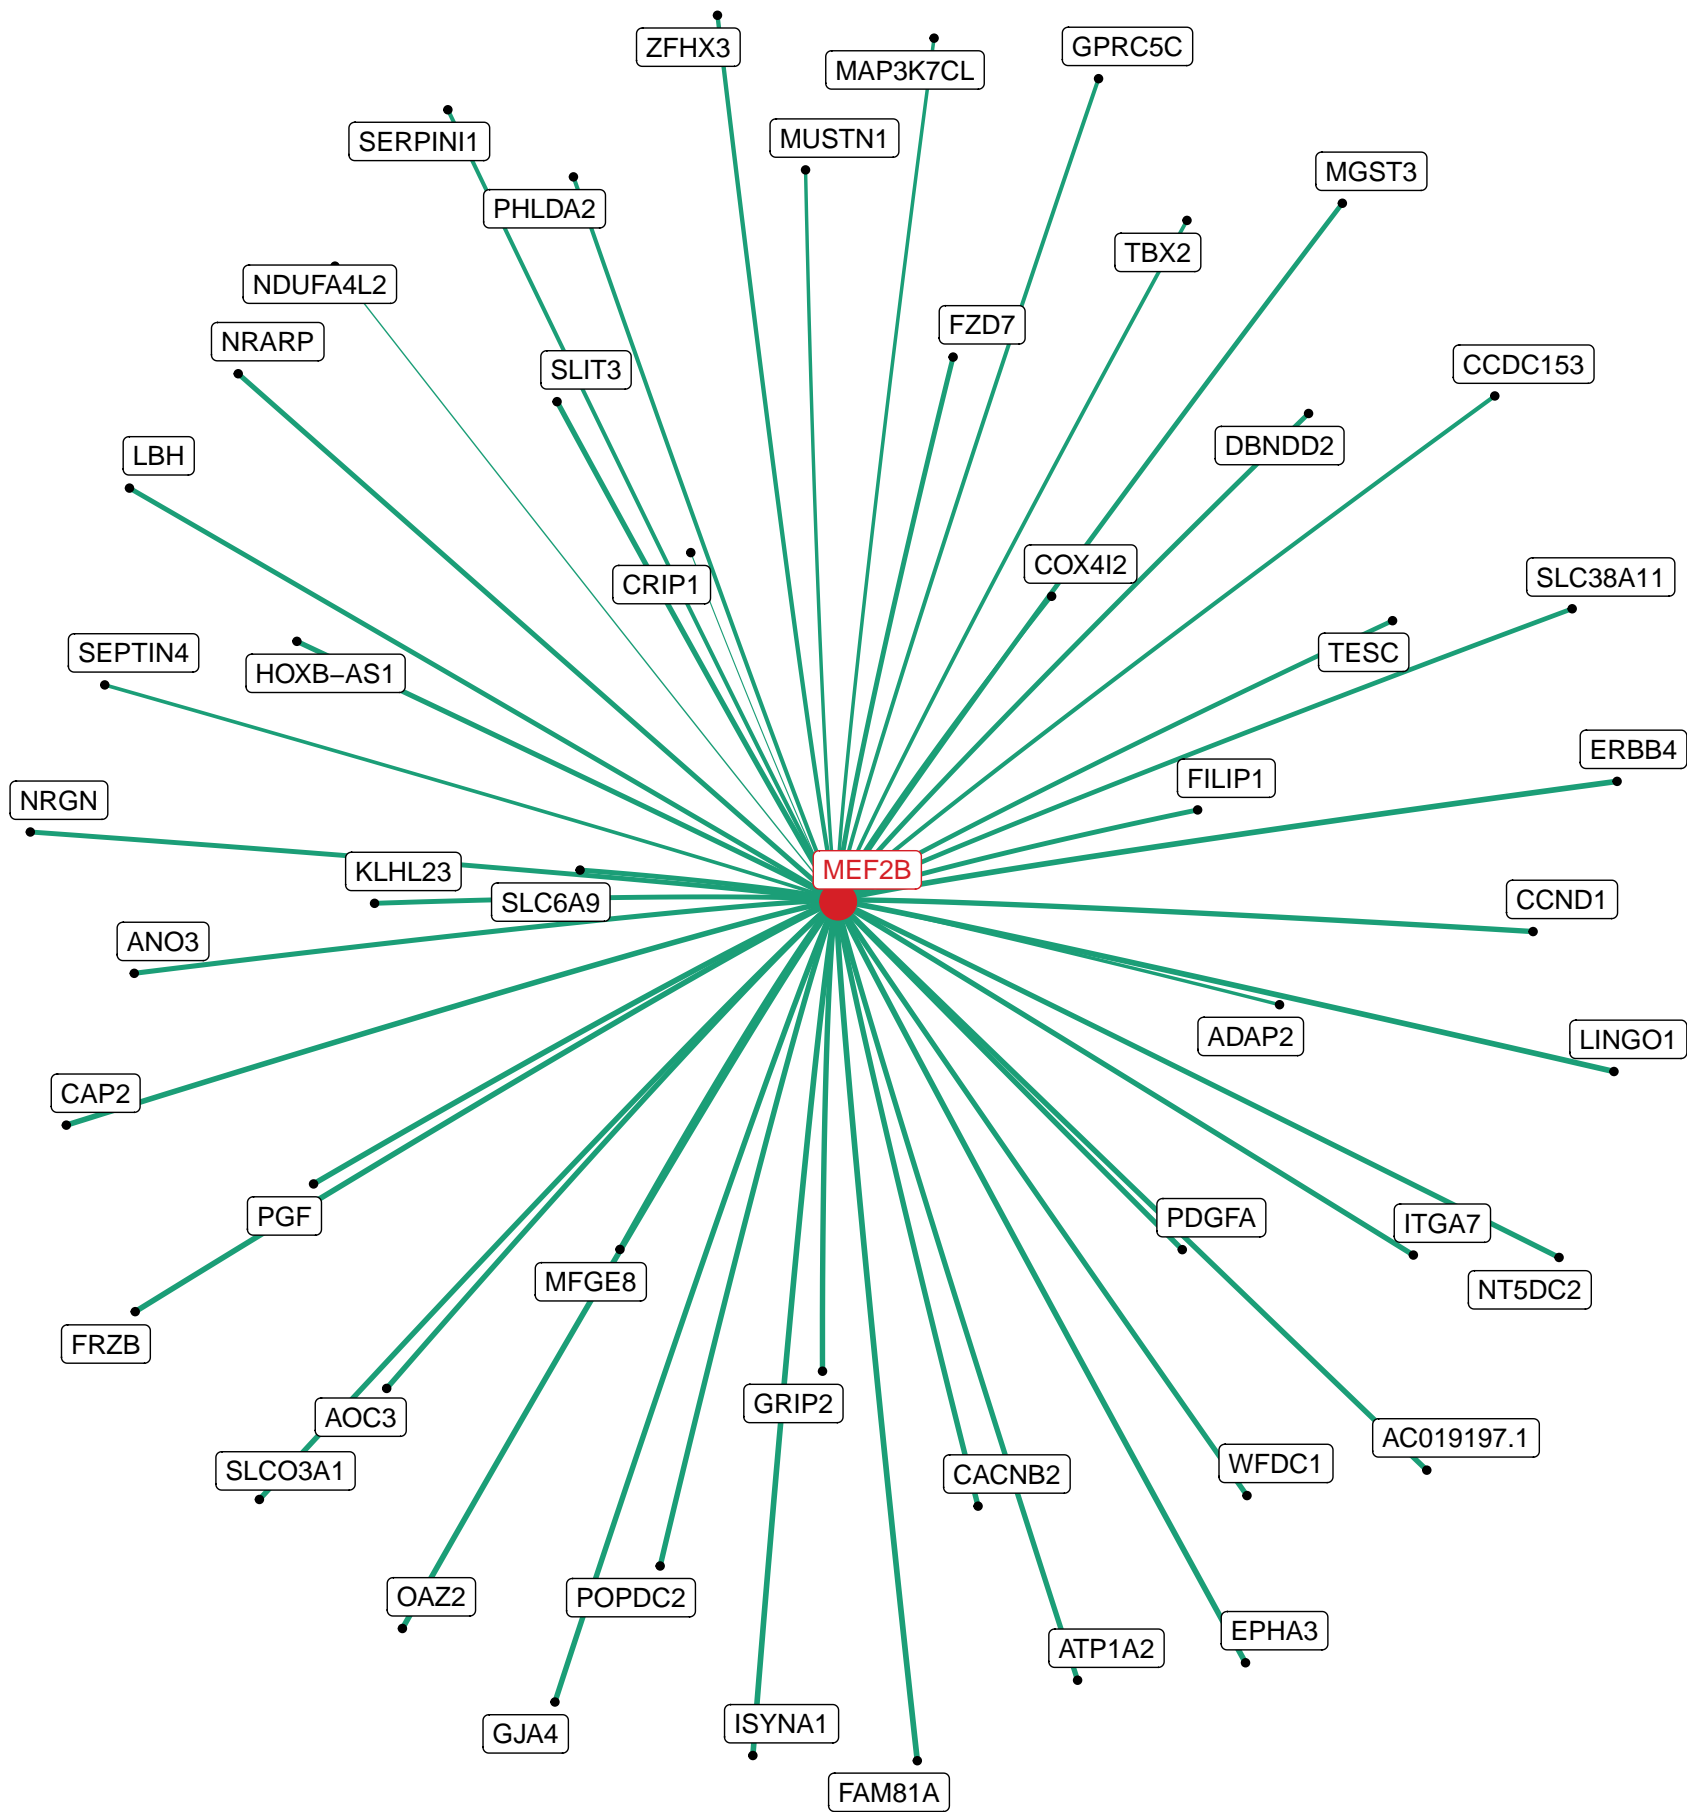 ZFHX3
GPRC5C
MAP3K7CL
SERPINI1
MUSTN1
MGST3
PHLDA2
TBX2
NDUFA4L2
FZD7
NRARP
CCDC153
SLIT3
DBNDD2
LBH
COX4I2
SLC38A11
CRIP1
SEPTIN4
TESC
HOXB−AS1
ERBB4
FILIP1
NRGN
MEF2B
KLHL23
SLC6A9
CCND1
ANO3
ADAP2
LINGO1
CAP2
PGF
PDGFA
ITGA7
MFGE8
NT5DC2
FRZB
GRIP2
AOC3
AC019197.1
WFDC1
SLCO3A1
CACNB2
OAZ2
POPDC2
EPHA3
ATP1A2
ISYNA1
GJA4
FAM81A